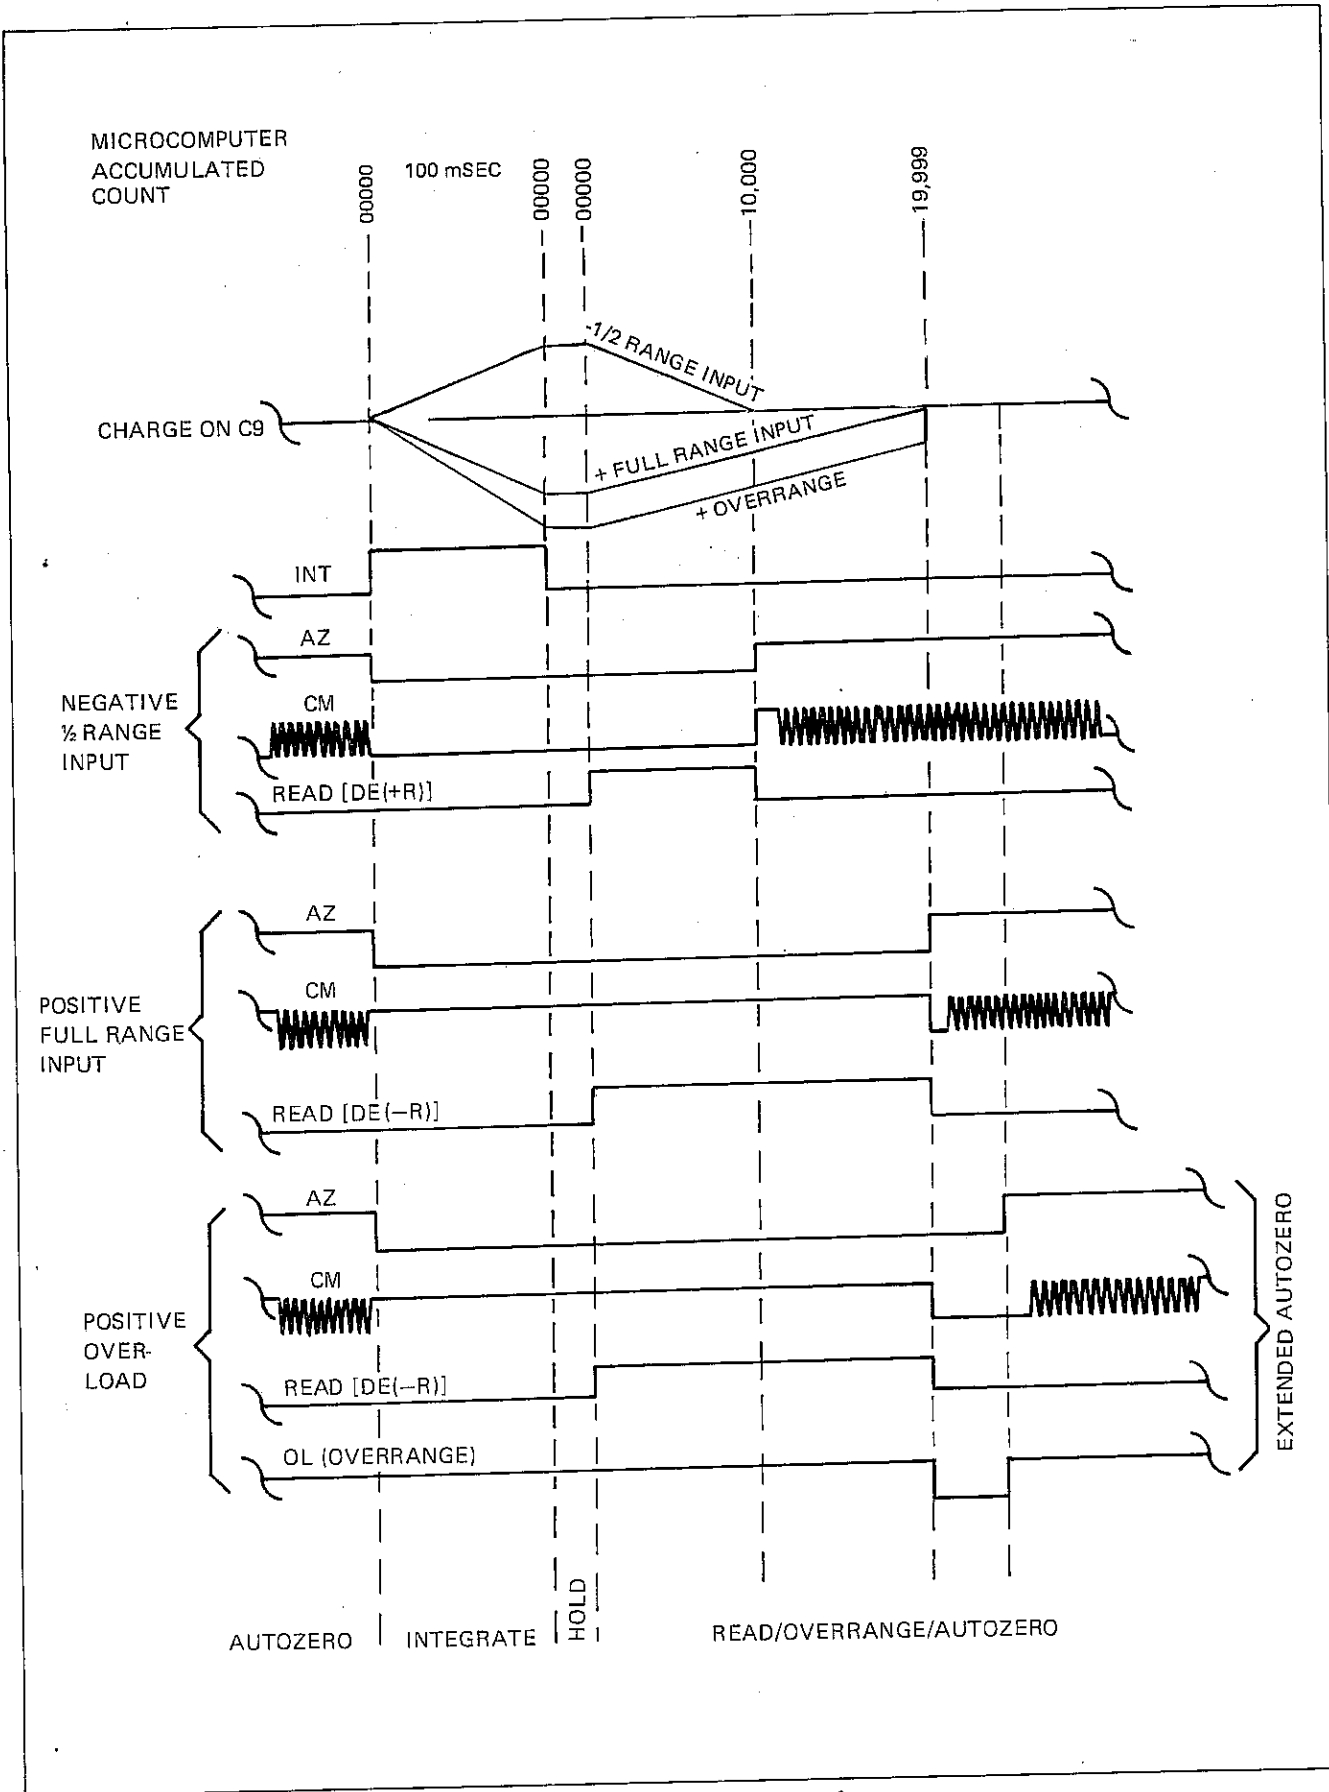 MICROCOMPUTER
ACCUMULATED
COUNT
00000
100 mSEC
00000
00000
10,000
19,999
-1/2 RANGE INPUT
CHARGE ON C9
+ FULL RANGE INPUT
+ OVERRANGE
INT
NEGATIVE
½ RANGE
INPUT
AZ
CM
READ [DE(+R)]
POSITIVE
FULL RANGE
INPUT
AZ
CM
READ [DE(—R)]
POSITIVE
OVER-
LOAD
AZ
CM
READ [DE(—R)]
OL (OVERRANGE)
EXTENDED AUTOZERO
AUTOZERO
INTEGRATE
HOLD
READ/OVERRANGE/AUTOZERO